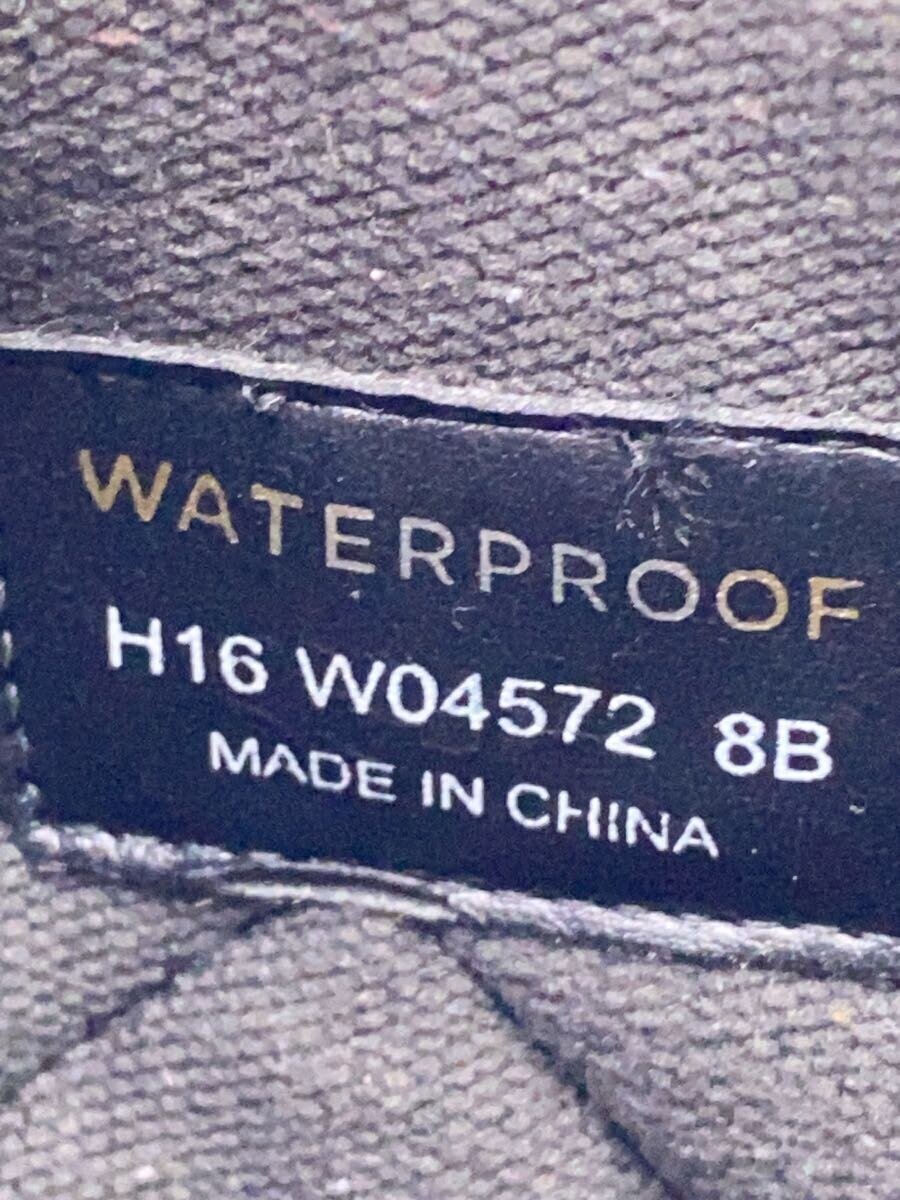 WATERPROOF
H16 W04572 8B
MADE IN CHINA